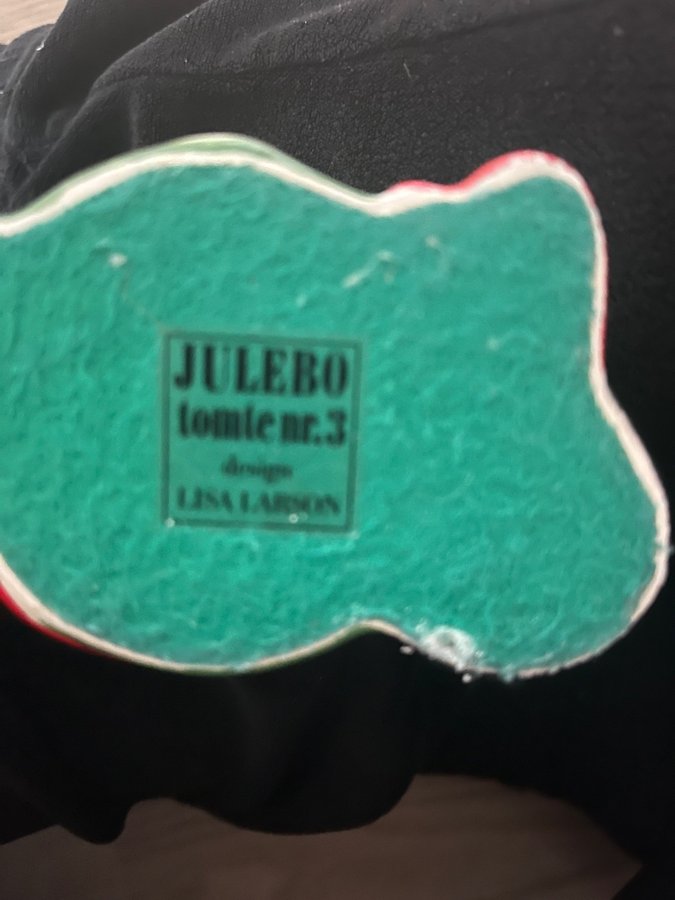 JULEBO
tomte nr.3
design
LISA LARSON